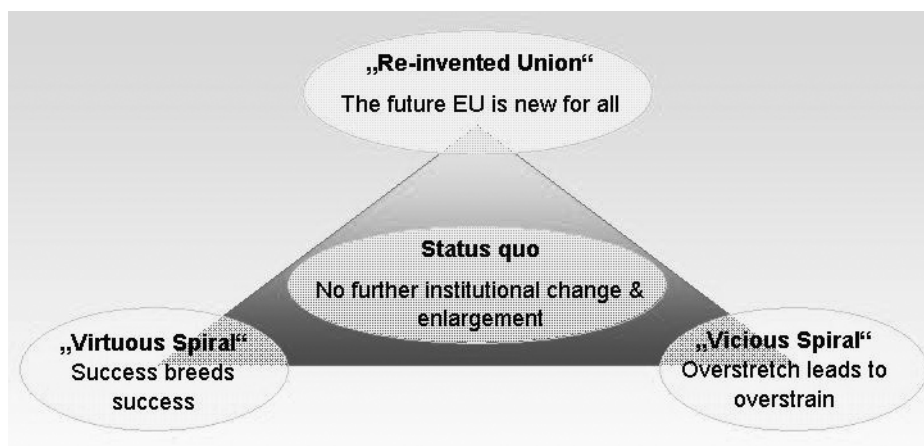 „Re-invented Union“
The future EU is new for all
Status quo
No further institutional change &
enlargement
„Virtuous Spiral“
Success breeds
success
„Vicious Spiral“
Overstretch leads to
overstrain